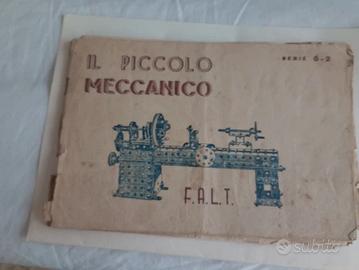 IL PICCOLO
SERIE 6-2
MECCANICO
F.A.L.T.
subito